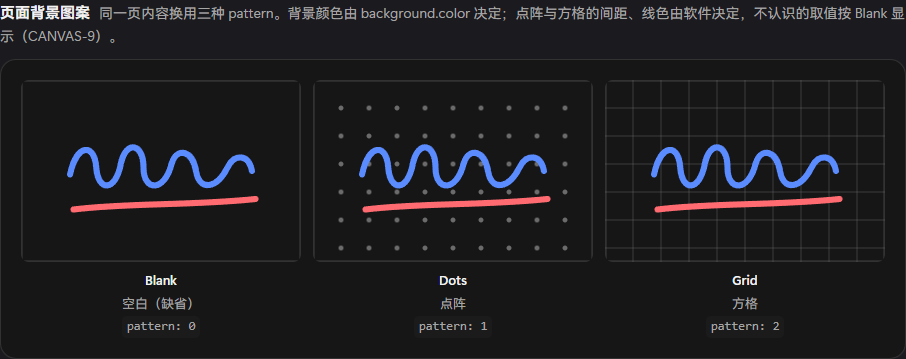 页面背景图案 同一页内容换用三种 pattern。背景颜色由 background.color 决定；点阵与方格的间距、线色由软件决定，不认识的取值按 Blank 显
示（CANVAS-9）。
Blank
空白（缺省）
pattern: 0
Dots
点阵
pattern: 1
Grid
方格
pattern: 2